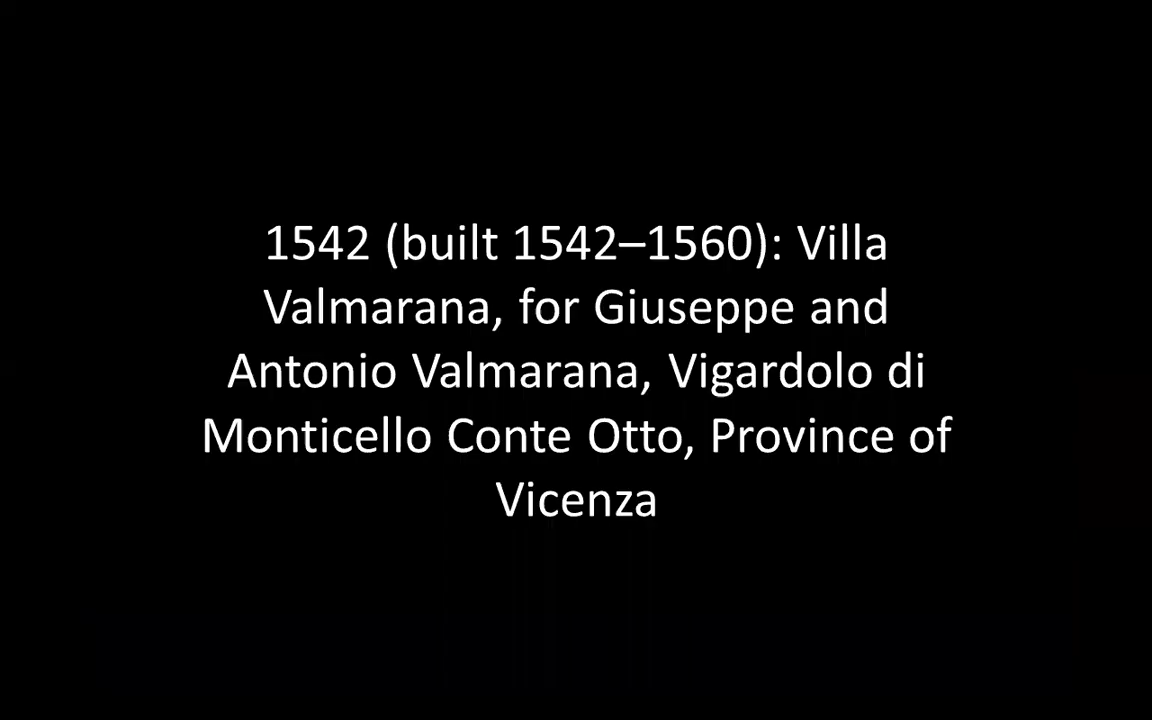 1542 (built 1542–1560): Villa
Valmarana, for Giuseppe and
Antonio Valmarana, Vigardolo di
Monticello Conte Otto, Province of
Vicenza